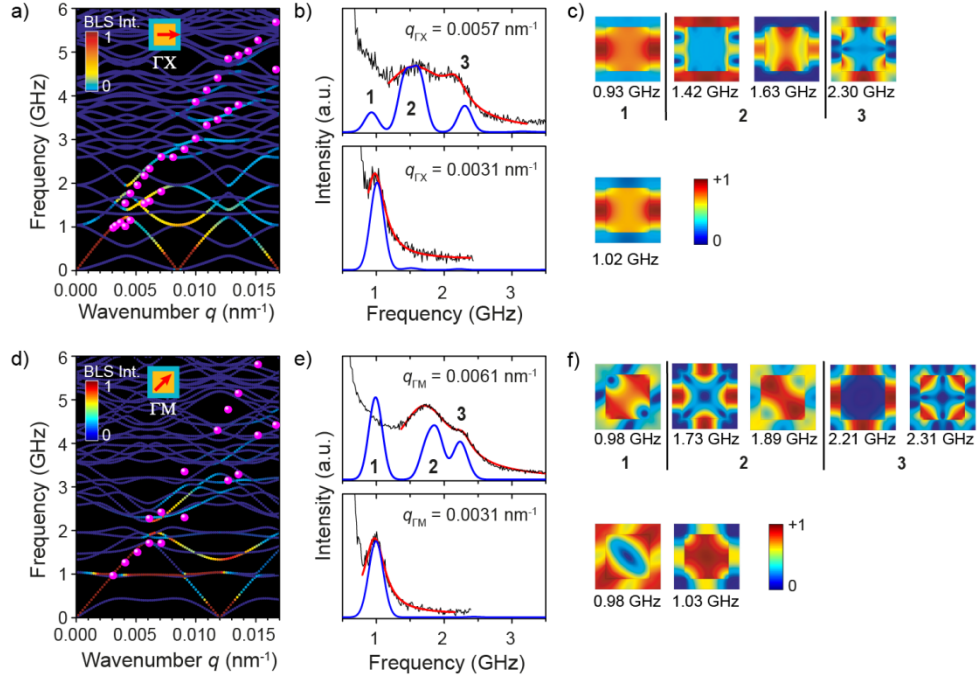 a)
BLS Int.
1
0
ΓX
Frequency (GHz)
6
5
4
3
2
1
0
0.000 0.005 0.010 0.015
Wavenumber q (nm⁻¹)
b)
qΓX = 0.0057 nm⁻¹
1
2
3
qΓX = 0.0031 nm⁻¹
Intensity (a.u.)
1 2 3
Frequency (GHz)
c)
0.93 GHz 1.42 GHz 1.63 GHz 2.30 GHz
1 2 3
1.02 GHz
+1
0
d)
BLS Int.
1
0
ΓM
Frequency (GHz)
6
5
4
3
2
1
0
0.000 0.005 0.010 0.015
Wavenumber q (nm⁻¹)
e)
qΓM = 0.0061 nm⁻¹
1
2
3
qΓM = 0.0031 nm⁻¹
Intensity (a.u.)
1 2 3
Frequency (GHz)
f)
0.98 GHz 1.73 GHz 1.89 GHz 2.21 GHz 2.31 GHz
1 2 3
0.98 GHz 1.03 GHz
+1
0